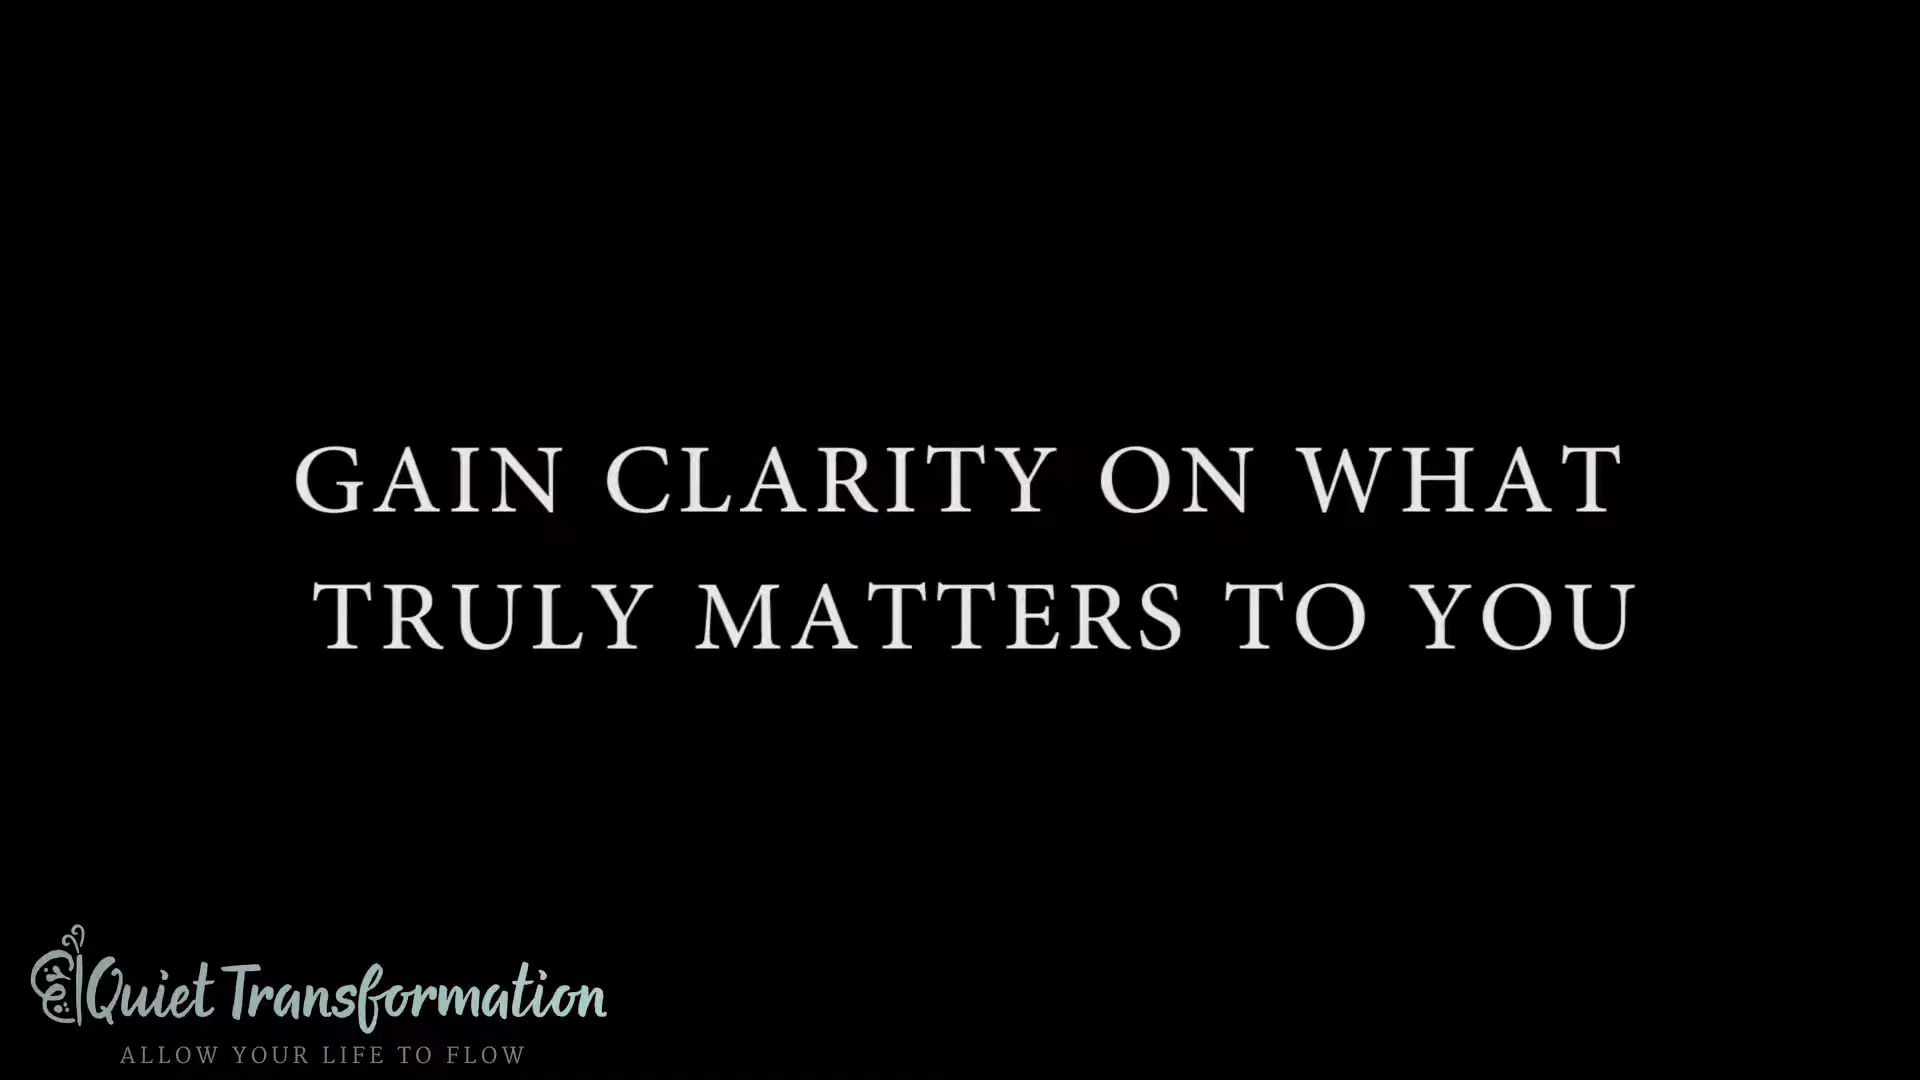 GAIN CLARITY ON WHAT
TRULY MATTERS TO YOU
Quiet Transformation
ALLOW YOUR LIFE TO FLOW